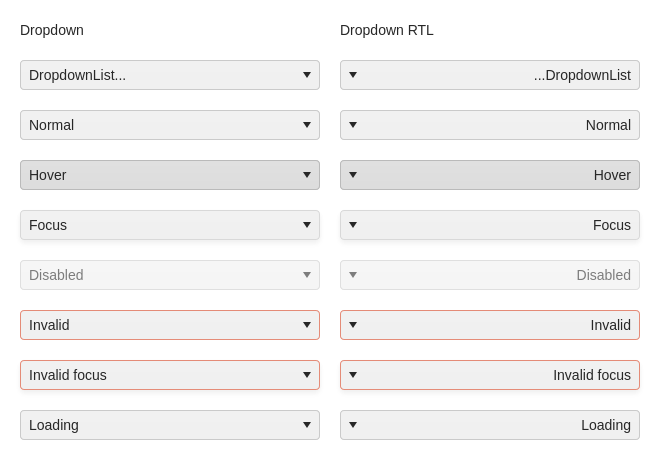 Dropdown
DropdownList...
Normal
Hover
Focus
Disabled
Invalid
Invalid focus
Loading
Dropdown RTL
...DropdownList
Normal
Hover
Focus
Disabled
Invalid
Invalid focus
Loading